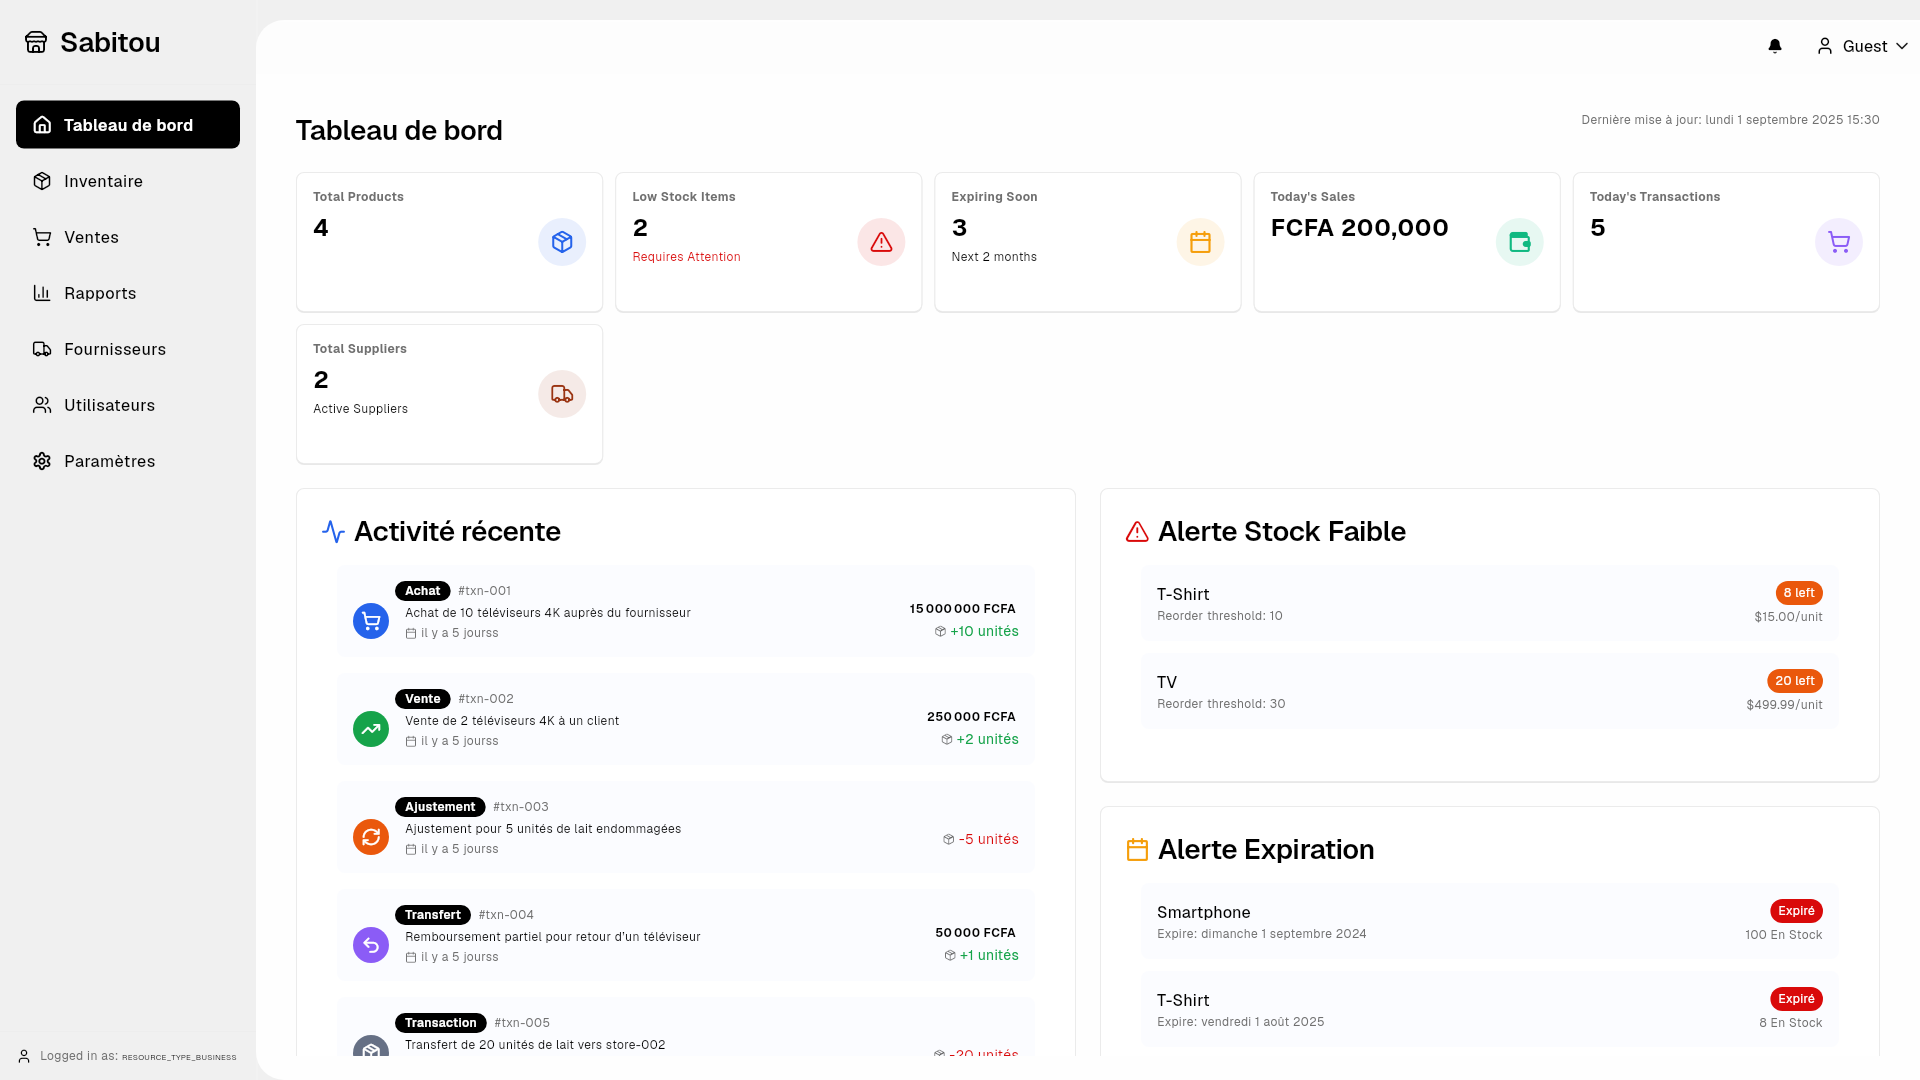 Sabitou
Guest
Tableau de bord
Inventaire
Ventes
Rapports
Fournisseurs
Utilisateurs
Paramètres
Logged in as: RESOURCE_TYPE_BUSINESS
Tableau de bord
Dernière mise à jour: lundi 1 septembre 2025 15:30
Total Products
4
Low Stock Items
2
Requires Attention
Expiring Soon
3
Next 2 months
Today's Sales
FCFA 200,000
Today's Transactions
5
Total Suppliers
2
Active Suppliers
Activité récente
Achat #txn-001
Achat de 10 téléviseurs 4K auprès du fournisseur
il y a 5 jourss
15 000 000 FCFA
+10 unités
Vente #txn-002
Vente de 2 téléviseurs 4K à un client
il y a 5 jourss
250 000 FCFA
+2 unités
Ajustement #txn-003
Ajustement pour 5 unités de lait endommagées
il y a 5 jourss
-5 unités
Transfert #txn-004
Remboursement partiel pour retour d'un téléviseur
il y a 5 jourss
50 000 FCFA
+1 unités
Transaction #txn-005
Transfert de 20 unités de lait vers store-002
-20 unités
Alerte Stock Faible
T-Shirt
Reorder threshold: 10
8 left
$15.00/unit
TV
Reorder threshold: 30
20 left
$499.99/unit
Alerte Expiration
Smartphone
Expire: dimanche 1 septembre 2024
Expiré
100 En Stock
T-Shirt
Expire: vendredi 1 août 2025
Expiré
8 En Stock